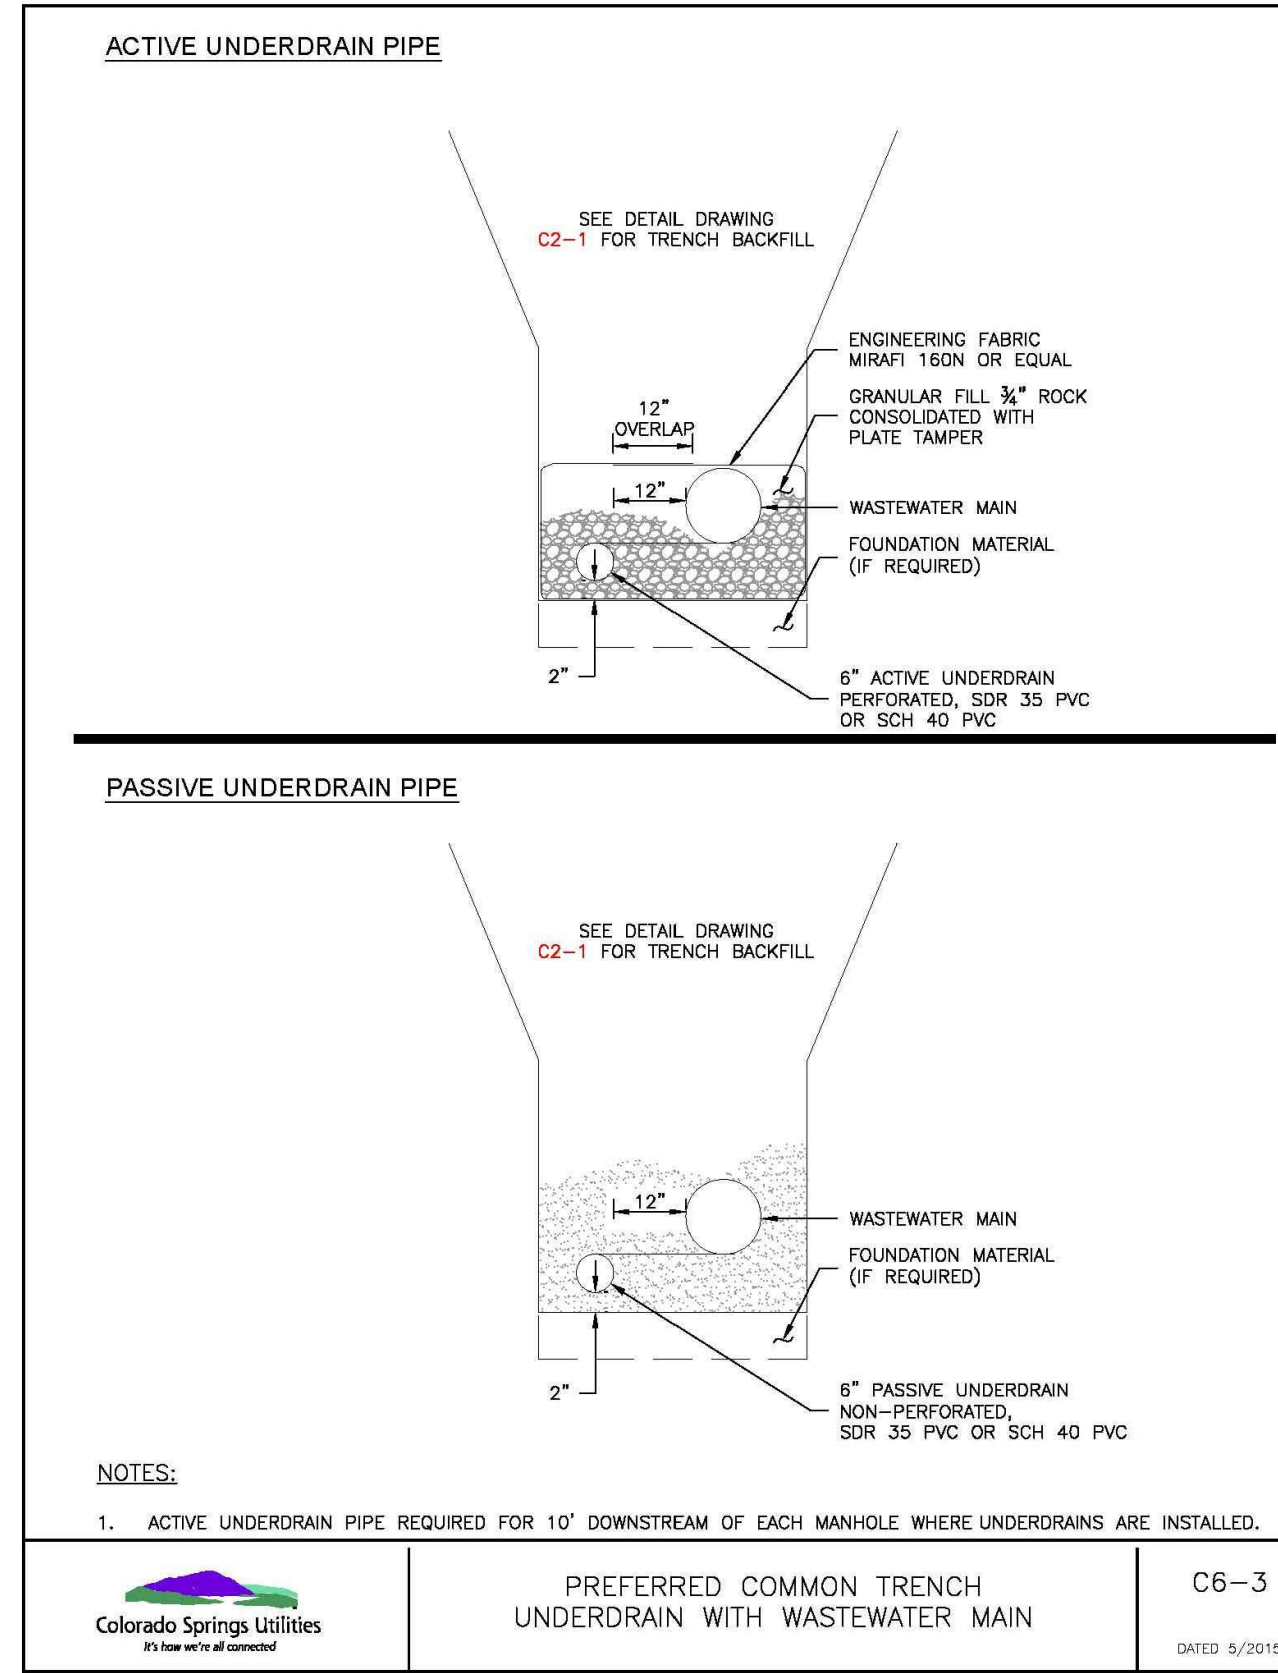 ACTIVE UNDERDRAIN PIPE
SEE DETAIL DRAWING
C2-1 FOR TRENCH BACKFILL
ENGINEERING FABRIC
MIRAFI 160N OR EQUAL
GRANULAR FILL ¾" ROCK
CONSOLIDATED WITH
PLATE TAMPER
12"
OVERLAP
12"
WASTEWATER MAIN
FOUNDATION MATERIAL
(IF REQUIRED)
2"
6" ACTIVE UNDERDRAIN
PERFORATED, SDR 35 PVC
OR SCH 40 PVC
PASSIVE UNDERDRAIN PIPE
SEE DETAIL DRAWING
C2-1 FOR TRENCH BACKFILL
12"
WASTEWATER MAIN
FOUNDATION MATERIAL
(IF REQUIRED)
2"
6" PASSIVE UNDERDRAIN
NON-PERFORATED,
SDR 35 PVC OR SCH 40 PVC
NOTES:
1. ACTIVE UNDERDRAIN PIPE REQUIRED FOR 10' DOWNSTREAM OF EACH MANHOLE WHERE UNDERDRAINS ARE INSTALLED.
Colorado Springs Utilities
It's how we're all connected
PREFERRED COMMON TRENCH
UNDERDRAIN WITH WASTEWATER MAIN
C6-3
DATED 5/2015